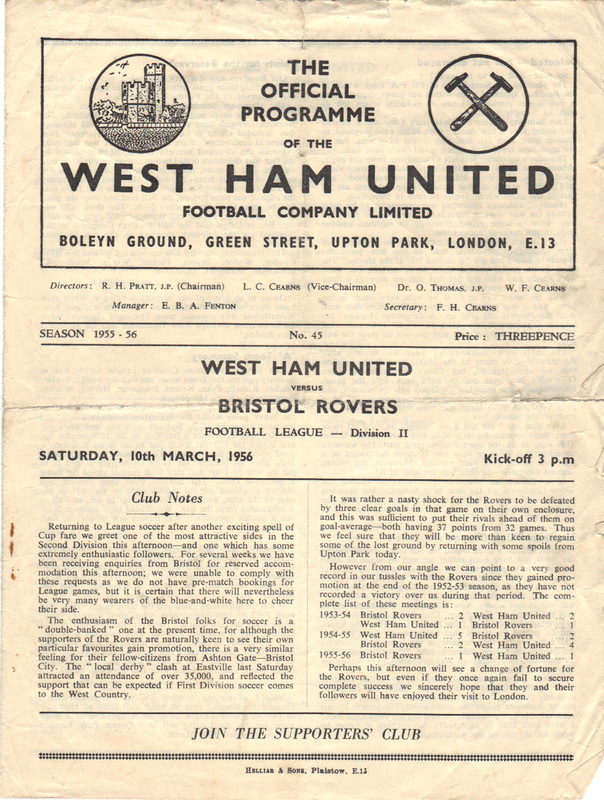 THE
OFFICIAL
PROGRAMME
OF THE
WEST HAM UNITED
FOOTBALL COMPANY LIMITED
BOLEYN GROUND, GREEN STREET, UPTON PARK, LONDON, E.13
Directors: R. H. PRATT, J.P. (Chairman) L. C. CEARNS (Vice-Chairman) Dr. O. THOMAS, J.P. W. F. CEARNS
Manager: E. B. A. FENTON Secretary: F. H. CEARNS
SEASON 1955 - 56 No. 45 Price : THREEPENCE
WEST HAM UNITED
VERSUS
BRISTOL ROVERS
FOOTBALL LEAGUE — Division II
SATURDAY, 10th MARCH, 1956 Kick-off 3 p.m
Club Notes
Returning to League soccer after another exciting spell of
Cup fare we greet one of the most attractive sides in the
Second Division this afternoon—and one which has some
extremely enthusiastic followers. For several weeks we have
been receiving enquiries from Bristol for reserved accom-
modation this afternoon; we were unable to comply with
these requests as we do not have pre-match bookings for
League games, but it is certain that there will nevertheless
be very many wearers of the blue-and-white here to cheer
their side.
The enthusiasm of the Bristol folks for soccer is a
“ double-banked ” one at the present time, for although the
supporters of the Rovers are naturally keen to see their own
particular favourites gain promotion, there is a very similar
feeling for their fellow-citizens from Ashton Gate—Bristol
City. The “ local derby ” clash at Eastville last Saturday
attracted an attendance of over 35,000, and reflected the
support that can be expected if First Division soccer comes
to the West Country.
It was rather a nasty shock for the Rovers to be defeated
by three clear goals in that game on their own enclosure,
and this was sufficient to put their rivals ahead of them on
goal-average—both having 37 points from 32 games. Thus
we feel sure that they will be more than keen to regain
some of the lost ground by returning with some spoils from
Upton Park today.
However from our angle we can point to a very good
record in our tussles with the Rovers since they gained pro-
motion at the end of the 1952-53 season, as they have not
recorded a victory over us during that period. The com-
plete list of these meetings is:
1953-54 Bristol Rovers ... 2 West Ham United ... 2
West Ham United ... 1 Bristol Rovers ... 1
1954-55 West Ham United ... 5 Bristol Rovers ... 2
Bristol Rovers ... 2 West Ham United ... 4
1955-56 Bristol Rovers ... 1 West Ham United ... 1
Perhaps this afternoon will see a change of fortune for
the Rovers, but even if they once again fail to secure
complete success we sincerely hope that they and their
followers will have enjoyed their visit to London.
JOIN THE SUPPORTERS' CLUB
HELLIAR & SONS, Plaistow, E.13